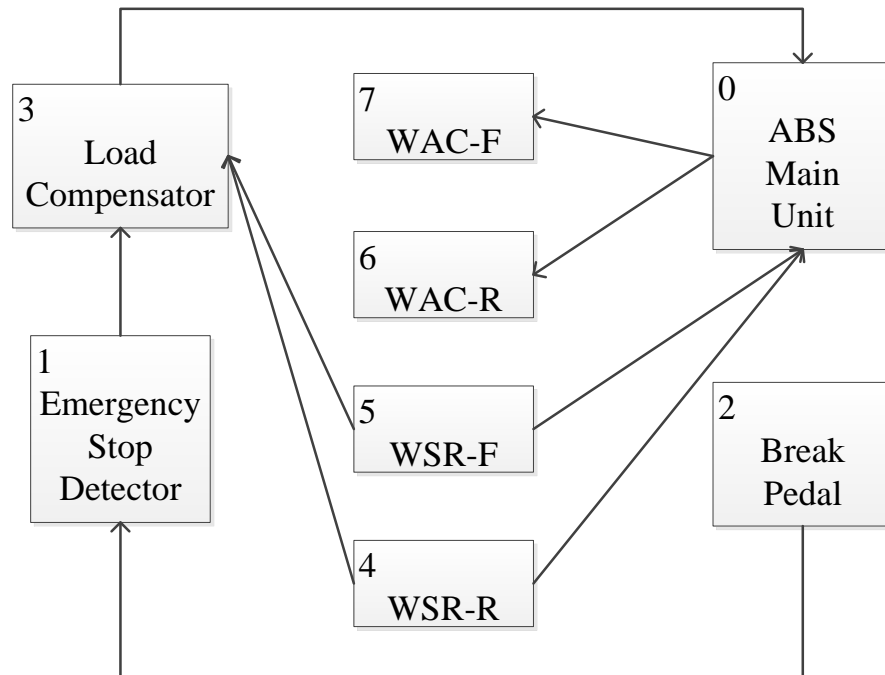 3
Load
Compensator
7
WAC-F
0
ABS
Main
Unit
6
WAC-R
1
Emergency
Stop
Detector
5
WSR-F
2
Break
Pedal
4
WSR-R